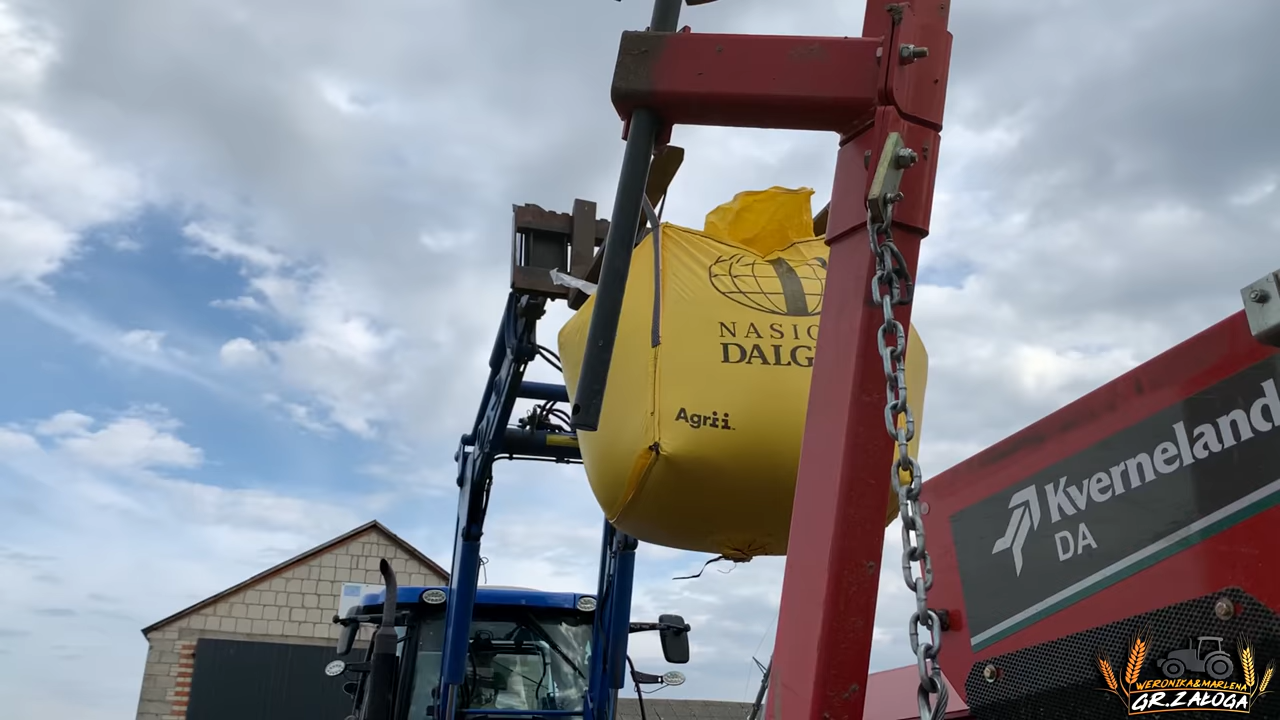 NASIO
DALG
Agrii
Kverneland
DA
WERONIKA&MARLENA
GR.ZAŁOGA